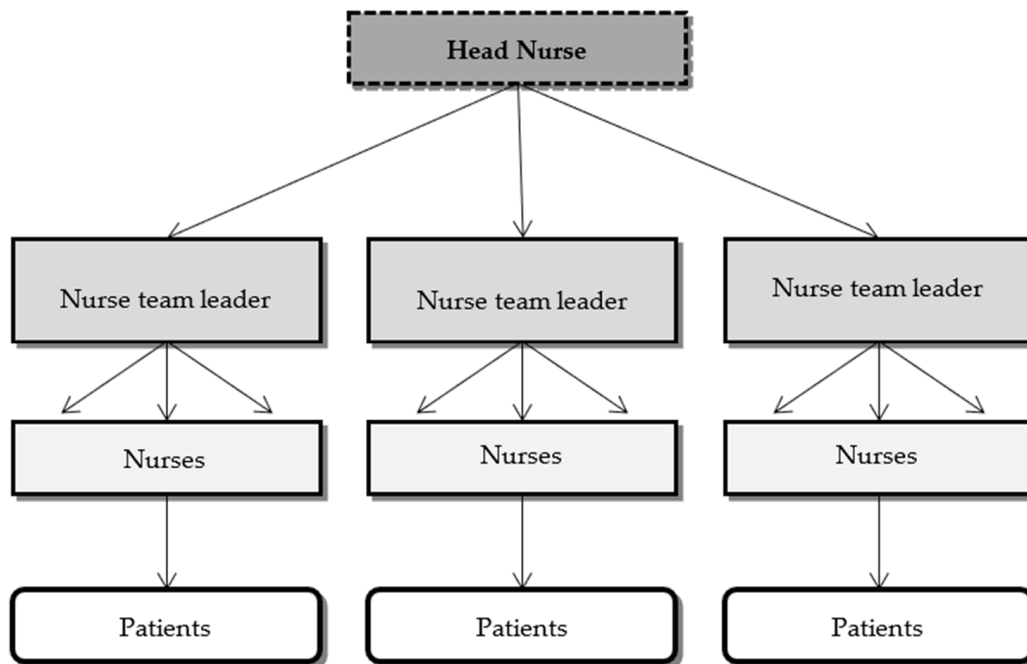 Head Nurse
Nurse team leader
Nurse team leader
Nurse team leader
Nurses
Nurses
Nurses
Patients
Patients
Patients